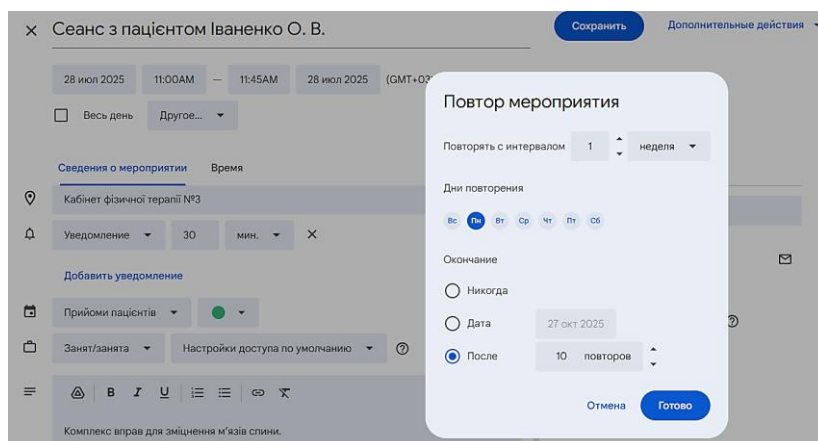 Сеанс з пацієнтом Іваненко О. В.
Сохранить
Дополнительные действия
28 июл 2025 11:00AM — 11:45AM 28 июл 2025 (GMT+03
Весь день Другое...
Сведения о мероприятии Время
Кабінет фізичної терапії №3
Уведомление 30 мин.
Добавить уведомление
Прийоми пацієнтів
Занят/занята Настройки доступа по умолчанию
B I U
Комплекс вправ для зміцнення м'язів спини.
Повтор мероприятия
Повторять с интервалом 1 неделя
Дни повторения
Вс Пн Вт Ср Чт Пт Сб
Окончание
Никогда
Дата 27 окт 2025
После 10 повторов
Отмена Готово